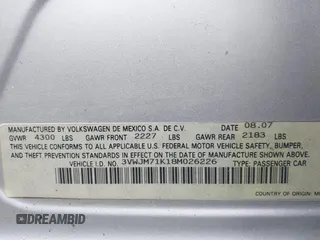 MANUFACTURED BY VOLKSWAGEN DE MEXICO S.A. DE C.V. 08.07
GVWR 4300 LBS GAWR FRONT 2227 LBS GAWR REAR 2183 LBS
THIS VEHICLE CONFORMS TO ALL APPLICABLE U.S. FEDERAL MOTOR VEHICLE SAFETY, BUMPER,
AND THEFT PREVENTION STANDARDS IN EFFECT ON THE DATE OF MANUFACTURE SHOWN ABOVE.
VEHICLE I.D. NO. 3VWJM71K18M026226 TYPE: PASSENGER CAR
COUNTRY OF ORIGIN: ME
DREAMBID